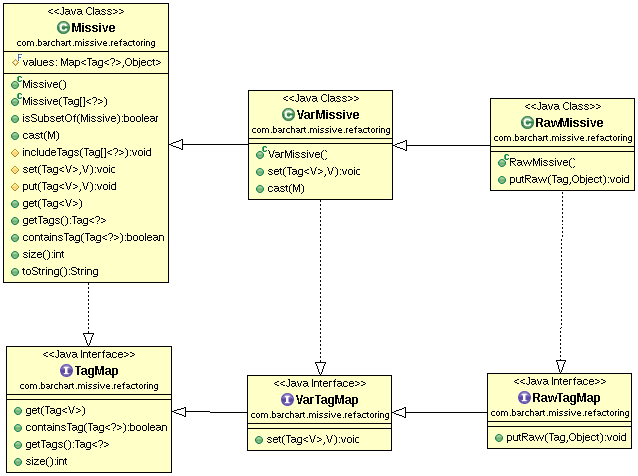 <<Java Class>>
Missive
com.barchart.missive.refactoring
values: Map<Tag<?>,Object>
Missive()
Missive(Tag[]<?>)
isSubsetOf(Missive):boolean
cast(M)
includeTags(Tag[]<?>):void
set(Tag<V>,V):voic
put(Tag<V>,V):void
get(Tag<V>)
getTags():Tag<?>
containsTag(Tag<?>):boolean
size():int
toString():String
<<Java Class>>
VarMissive
com.barchart.missive.refactoring
VarMissive()
set(Tag<V>,V):voic
cast(M)
<<Java Class>>
RawMissive
com.barchart.missive.refactoring
RawMissive()
putRaw(Tag,Object):void
<<Java Interface>>
TagMap
com.barchart.missive.refactoring
get(Tag<V>)
containsTag(Tag<?>):boolean
getTags():Tag<?>
size():int
<<Java Interface>>
VarTagMap
com.barchart.missive.refactoring
set(Tag<V>,V):voic
<<Java Interface>>
RawTagMap
com.barchart.missive.refactoring
putRaw(Tag,Object):void